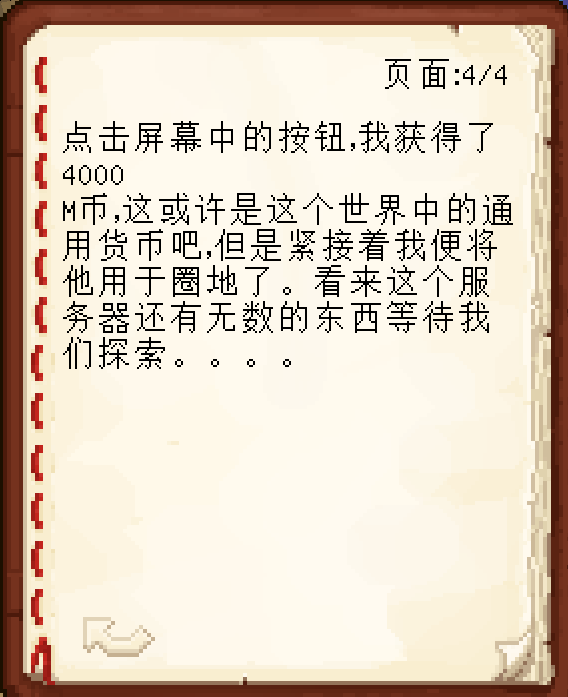 页面:4/4
点击屏幕中的按钮,我获得了
4000
M币,这或许是这个世界中的通
用货币吧,但是紧接着我便将
他用于圈地了。看来这个服
务器还有无数的东西等待我
们探索。。。。